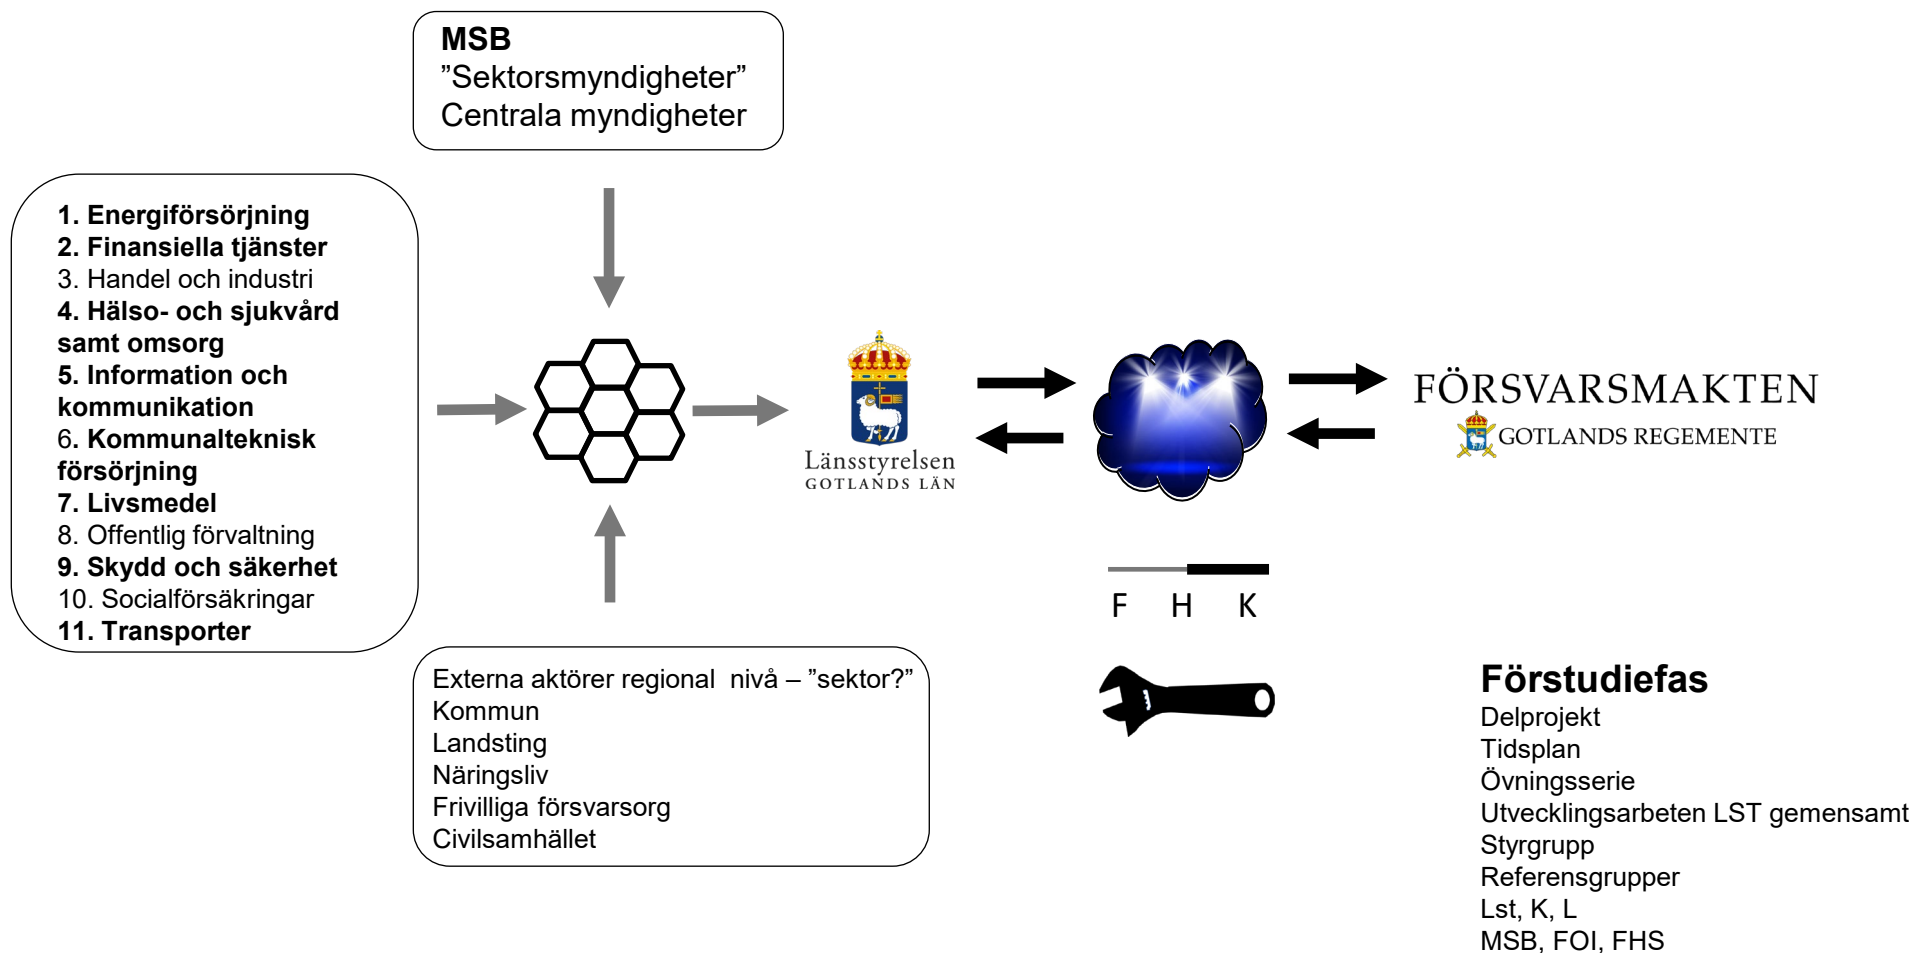 MSB
”Sektorsmyndigheter”
Centrala myndigheter
1. Energiförsörjning
2. Finansiella tjänster
3. Handel och industri
4. Hälso- och sjukvård
samt omsorg
5. Information och
kommunikation
6. Kommunalteknisk
försörjning
7. Livsmedel
8. Offentlig förvaltning
9. Skydd och säkerhet
10. Socialförsäkringar
11. Transporter
Externa aktörer regional nivå – ”sektor?”
Kommun
Landsting
Näringsliv
Frivilliga försvarsorg
Civilsamhället
Länsstyrelsen
GOTLANDS LÄN
F H K
FÖRSVARSMAKTEN
GOTLANDS REGEMENTE
Förstudiefas
Delprojekt
Tidsplan
Övningsserie
Utvecklingsarbeten LST gemensamt
Styrgrupp
Referensgrupper
Lst, K, L
MSB, FOI, FHS